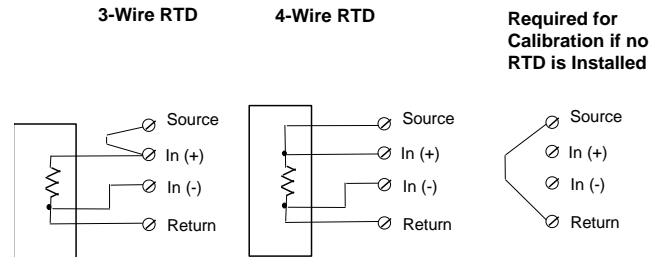 3-Wire RTD
4-Wire RTD
Required for
Calibration if no
RTD is Installed
Source
In (+)
In (-)
Return
Source
In (+)
In (-)
Return
Source
In (+)
In (-)
Return